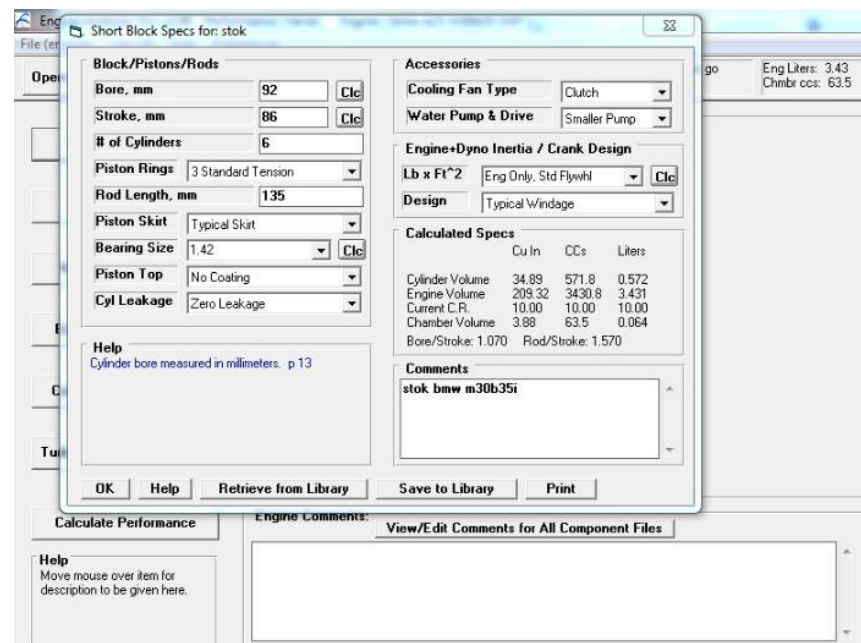 Short Block Specs for: stok
File (er
Oper
go
Eng Liters: 3.43
Chmbr ccs: 63.5
Block/Pistons/Rods
Bore, mm 92 Clc
Stroke, mm 86 Clc
# of Cylinders 6
Piston Rings 3 Standard Tension
Rod Length, mm 135
Piston Skirt Typical Skirt
Bearing Size 1.42 Clc
Piston Top No Coating
Cyl Leakage Zero Leakage
Help
Cylinder bore measured in millimeters. p 13
Accessories
Cooling Fan Type Clutch
Water Pump & Drive Smaller Pump
Engine+Dyno Inertia / Crank Design
Lb x Ft^2 Eng Only, Std Flywhl Clc
Design Typical Windage
Calculated Specs
Cu In CCs Liters
Cylinder Volume 34.89 571.8 0.572
Engine Volume 209.32 3430.8 3.431
Current C.R. 10.00 10.00 10.00
Chamber Volume 3.88 63.5 0.064
Bore/Stroke: 1.070 Rod/Stroke: 1.570
Comments
stok bmw m30b35i
OK Help Retrieve from Library Save to Library Print
Tu
Calculate Performance
Engine Comments:
View/Edit Comments for All Component Files
Help
Move mouse over item for
description to be given here.